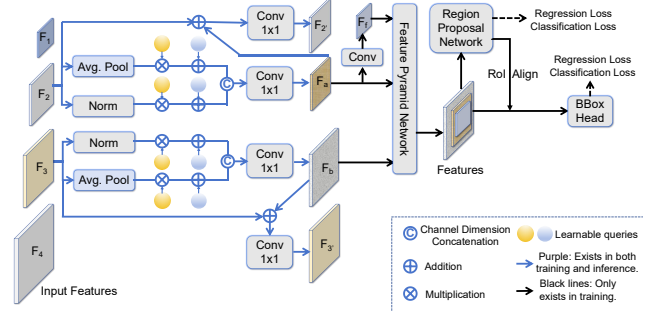 F1
F2
Avg. Pool
Norm
C
Conv
1x1
F2'
Conv
1x1
Fa
Ff
Conv
Feature Pyramid Network
Region
Proposal
Network
Regression Loss
Classification Loss
RoI Align
Regression Loss
Classification Loss
BBox
Head
Features
F3
Norm
Avg. Pool
C
Conv
1x1
Fb
Conv
1x1
F3'
F4
Input Features
C Channel Dimension
Concatenation
Addition
Multiplication
Learnable queries
Purple: Exists in both
training and inference.
Black lines: Only
exists in training.